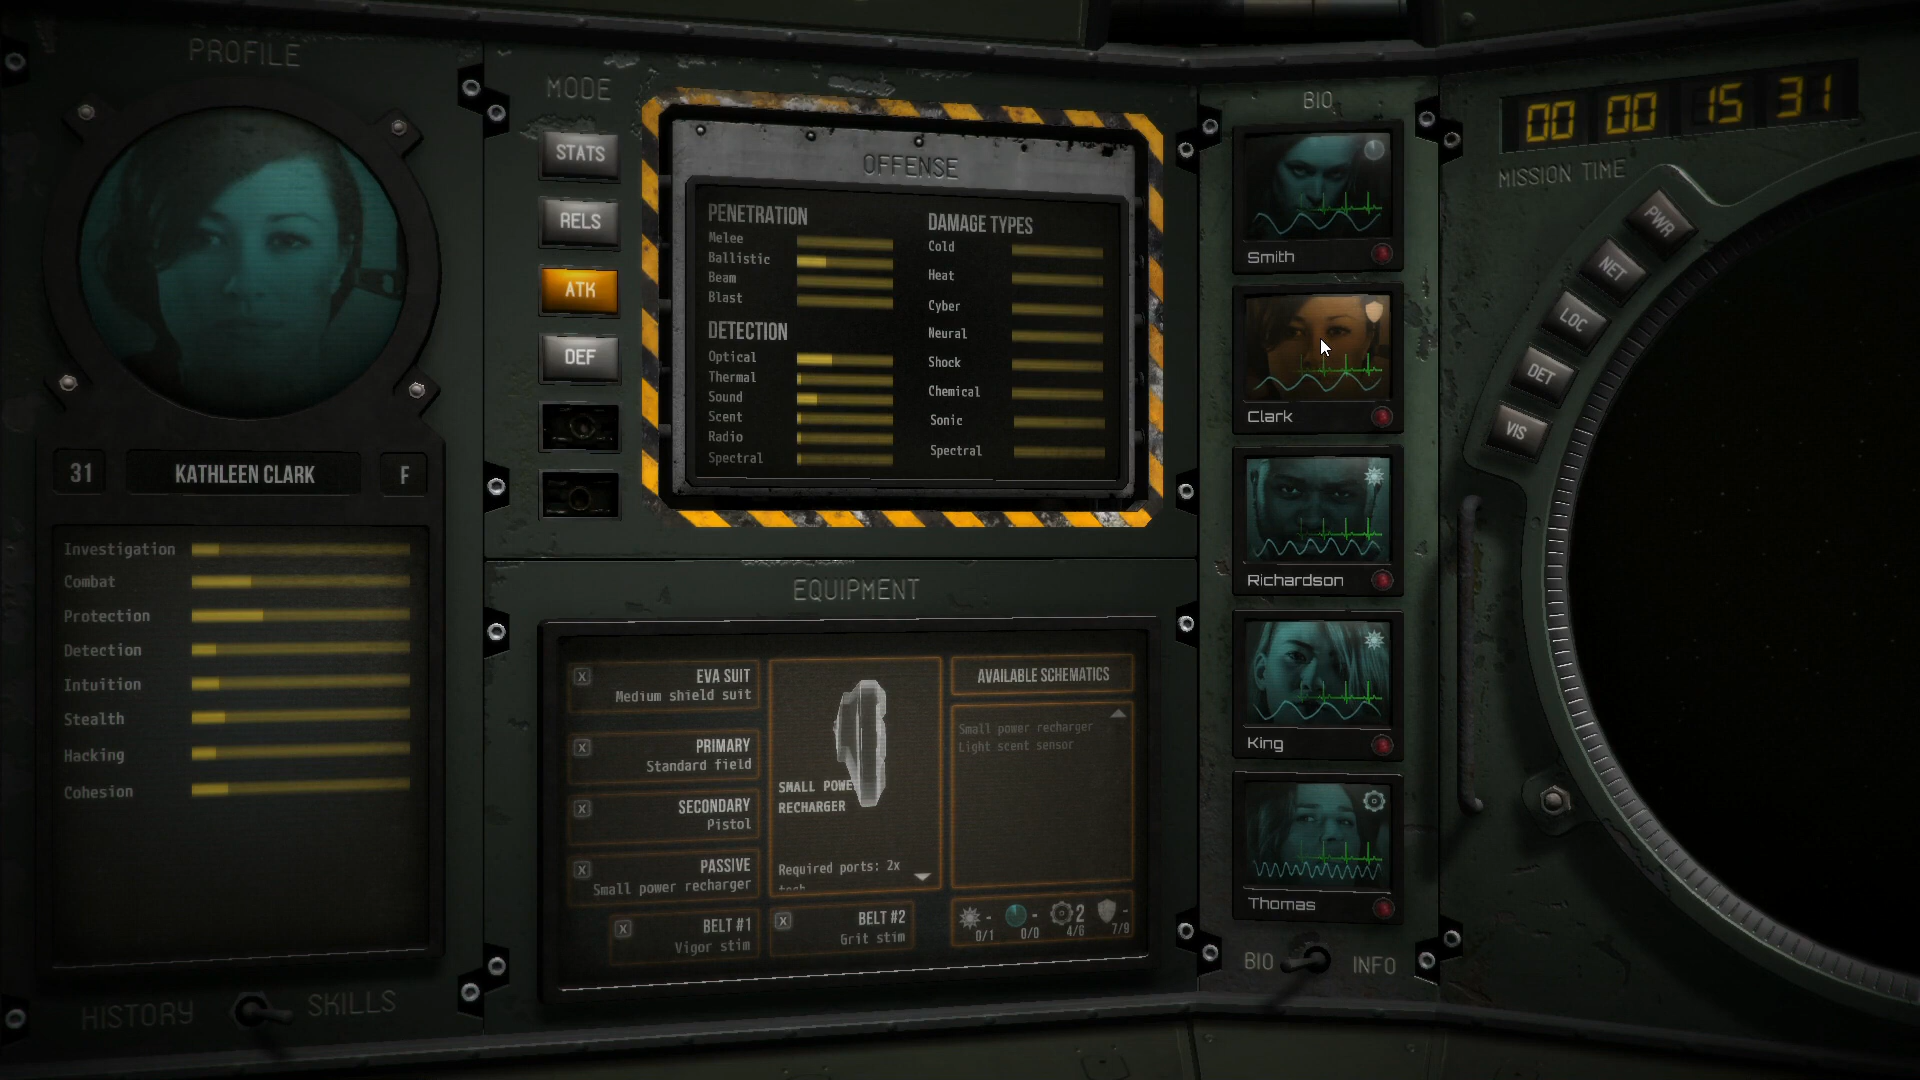 PROFILE
31
KATHLEEN CLARK
F
Investigation
Combat
Protection
Detection
Intuition
Stealth
Hacking
Cohesion
HISTORY
SKILLS
MODE
STATS
RELS
ATK
DEF
OFFENSE
PENETRATION
Melee
Ballistic
Beam
Blast
DETECTION
Optical
Thermal
Sound
Scent
Radio
Spectral
DAMAGE TYPES
Cold
Heat
Cyber
Neural
Shock
Chemical
Sonic
Spectral
EQUIPMENT
X
EVA SUIT
Medium shield suit
X
PRIMARY
Standard field
X
SECONDARY
Pistol
X
PASSIVE
Small power recharger
X
BELT #1
Vigor stim
SMALL POWE
RECHARGER
Required ports: 2x
X
BELT #2
Grit stim
AVAILABLE SCHEMATICS
Small power recharger
Light scent sensor
- - 2 -
0/1 0/0 4/6 7/9
BIO
Smith
Clark
Richardson
King
Thomas
BIO
INFO
00 00 15 31
MISSION TIME
PWR
NET
LOC
DET
VIS